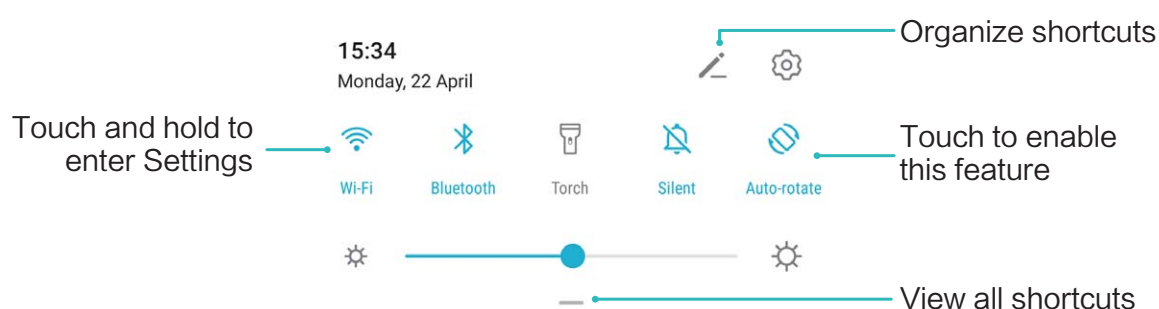 Organize shortcuts
15:34
Monday, 22 April
Touch and hold to
enter Settings
Touch to enable
this feature
Wi-Fi
Bluetooth
Torch
Silent
Auto-rotate
View all shortcuts